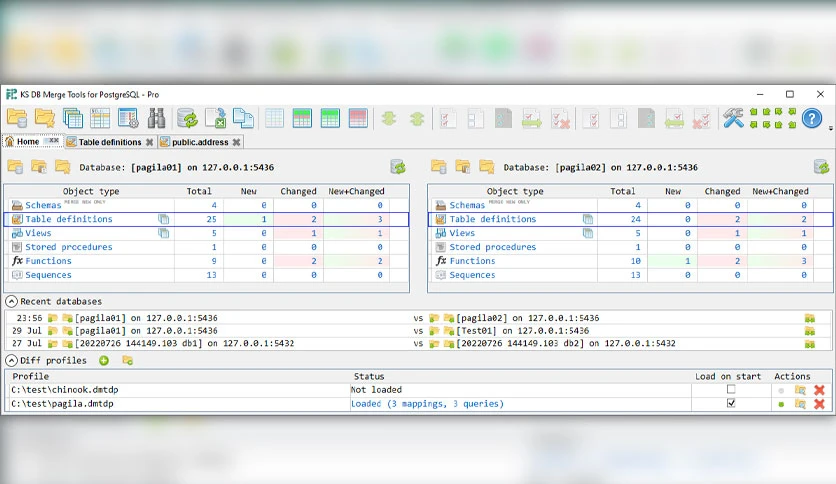 KS DB Merge Tools for PostgreSQL - Pro
Home Table definitions public.address
Database: [pagila01] on 127.0.0.1:5436 Database: [pagila02] on 127.0.0.1:5436
Object type Total New Changed New+Changed Object type Total New Changed New+Changed
Schemas MERGE NEW ONLY 4 0 0 0 Schemas MERGE NEW ONLY 4 0 0 0
Table definitions 25 1 2 3 Table definitions 24 0 2 2
Views 5 0 1 1 Views 5 0 1 1
Stored procedures 1 0 0 0 Stored procedures 1 0 0 0
fx Functions 9 0 2 2 fx Functions 10 1 2 3
Sequences 13 0 0 0 Sequences 13 0 0 0
Recent databases
23:56 [pagila01] on 127.0.0.1:5436 vs [pagila02] on 127.0.0.1:5436
29 Jul [pagila01] on 127.0.0.1:5436 vs [Test01] on 127.0.0.1:5436
27 Jul [20220726 144149.103 db1] on 127.0.0.1:5432 vs [20220726 144149.103 db2] on 127.0.0.1:5432
Diff profiles
Profile Status Load on start Actions
C:\test\chinook.dmtdp Not loaded
C:\test\pagila.dmtdp Loaded (3 mappings, 3 queries)